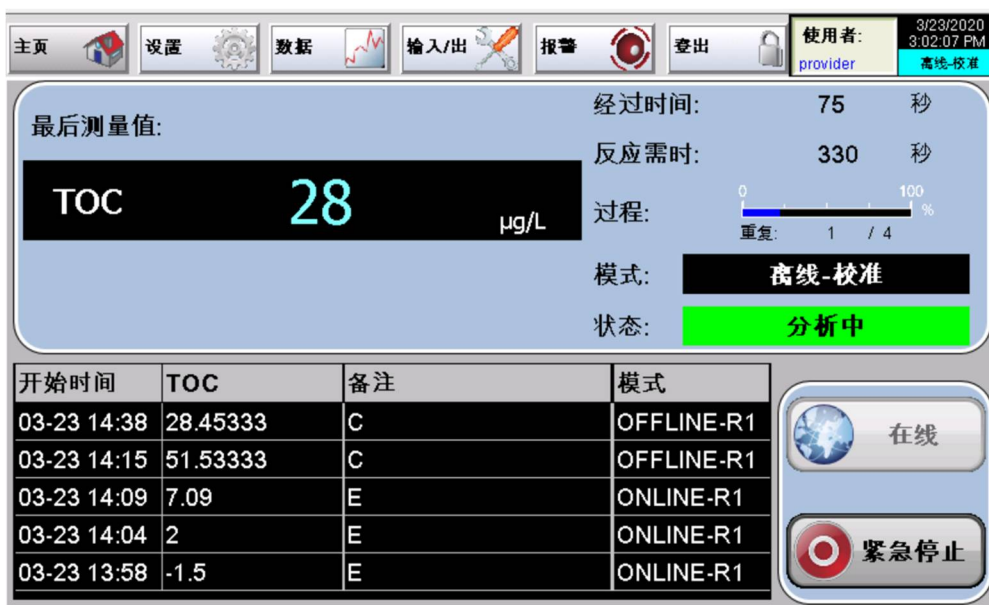 主页 设置 数据 输入/出 报警 登出 使用者: provider
3/23/2020
3:02:07 PM
离线-校准
最后测量值:
TOC 28 µg/L
经过时间: 75 秒
反应需时: 330 秒
过程: 0 100 %
重复: 1 / 4
模式: 离线-校准
状态: 分析中
开始时间 TOC 备注 模式
03-23 14:38 28.45333 C OFFLINE-R1
03-23 14:15 51.53333 C OFFLINE-R1
03-23 14:09 7.09 E ONLINE-R1
03-23 14:04 2 E ONLINE-R1
03-23 13:58 -1.5 E ONLINE-R1
在线
紧急停止